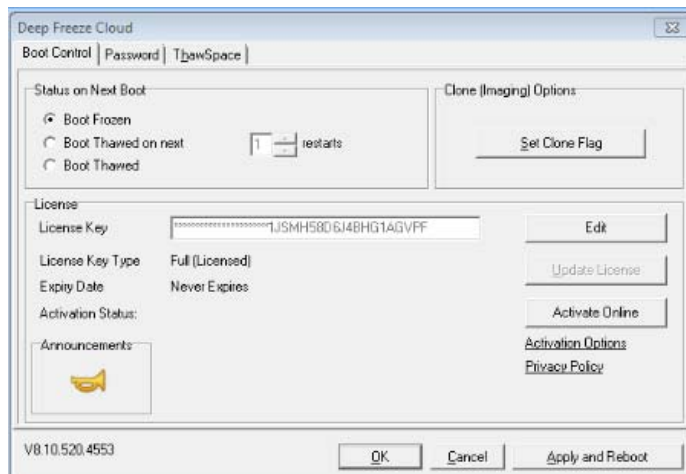 Deep Freeze Cloud
Boot Control Password ThawSpace
Status on Next Boot
Boot Frozen
Boot Thawed on next 1 restarts
Boot Thawed
Clone (Imaging) Options
Set Clone Flag
License
License Key
Edit
License Key Type Full (Licensed)
Update License
Expiry Date Never Expires
Activation Status:
Activate Online
Announcements
Activation Options
Privacy Policy
V8.10.520.4553
OK Cancel Apply and Reboot